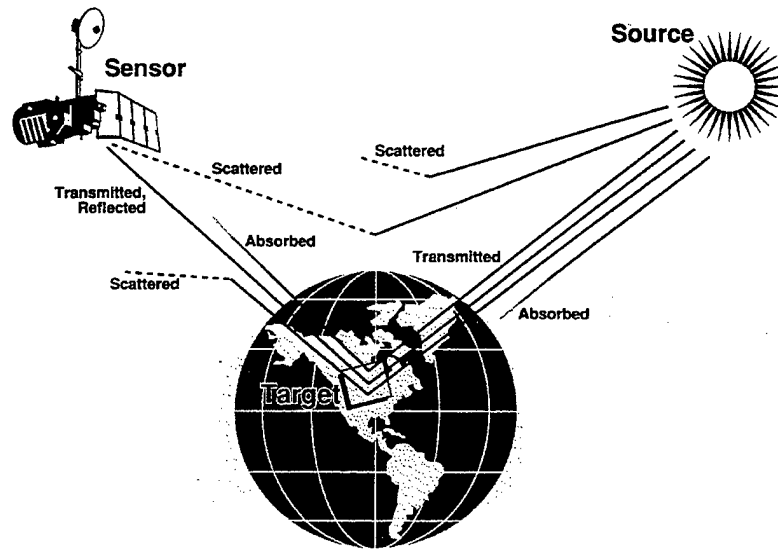 Source
Sensor
Scattered
Scattered
Transmitted,
Reflected
Absorbed
Transmitted
Scattered
Absorbed
Target